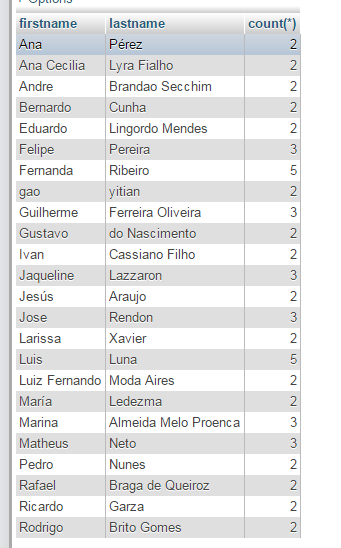 Options
firstname lastname count(*)
Ana Pérez 2
Ana Cecilia Lyra Fialho 2
Andre Brandao Secchim 2
Bernardo Cunha 2
Eduardo Lingordo Mendes 2
Felipe Pereira 3
Fernanda Ribeiro 5
gao yitian 2
Guilherme Ferreira Oliveira 3
Gustavo do Nascimento 2
Ivan Cassiano Filho 2
Jaqueline Lazzaron 3
Jesús Araujo 2
Jose Rendon 3
Larissa Xavier 2
Luis Luna 5
Luiz Fernando Moda Aires 2
María Ledezma 2
Marina Almeida Melo Proenca 3
Matheus Neto 3
Pedro Nunes 2
Rafael Braga de Queiroz 2
Ricardo Garza 2
Rodrigo Brito Gomes 2